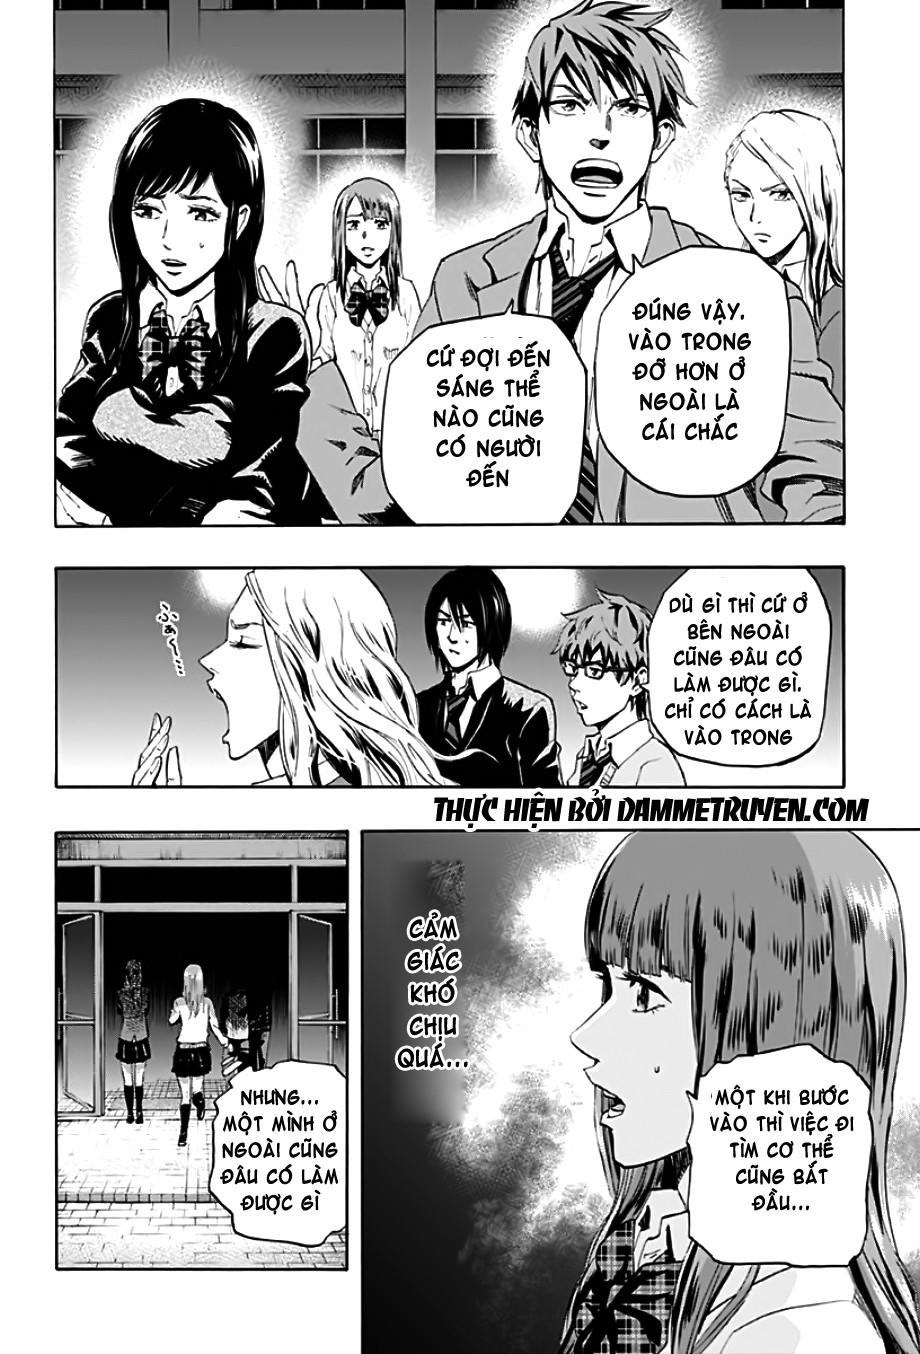 ĐÚNG VẬY.
VÀO TRONG
ĐỠ HƠN Ở
NGOÀI LÀ
CÁI CHẮC
CỨ ĐỢI ĐẾN
SÁNG THẾ
NÀO CŨNG
CÓ NGƯỜI
ĐẾN
DÙ GÌ THÌ CỨ Ở
BÊN NGOÀI
CŨNG ĐÂU CÓ
LÀM ĐƯỢC GÌ.
CHỈ CÓ CÁCH LÀ
VÀO TRONG
ふぁ〜…
THỰC HIỆN BỞI DAMMETRUYEN.COM
MỘT KHI BƯỚC
VÀO THÌ VIỆC ĐI
TÌM CƠ THỂ
CŨNG BẮT
ĐẦU...
CẢM
GIÁC
KHÓ
CHỊU
QUÁ...
NHƯNG...
MỘT MÌNH Ở
NGOÀI CŨNG
ĐÂU CÓ LÀM
ĐƯỢC GÌ